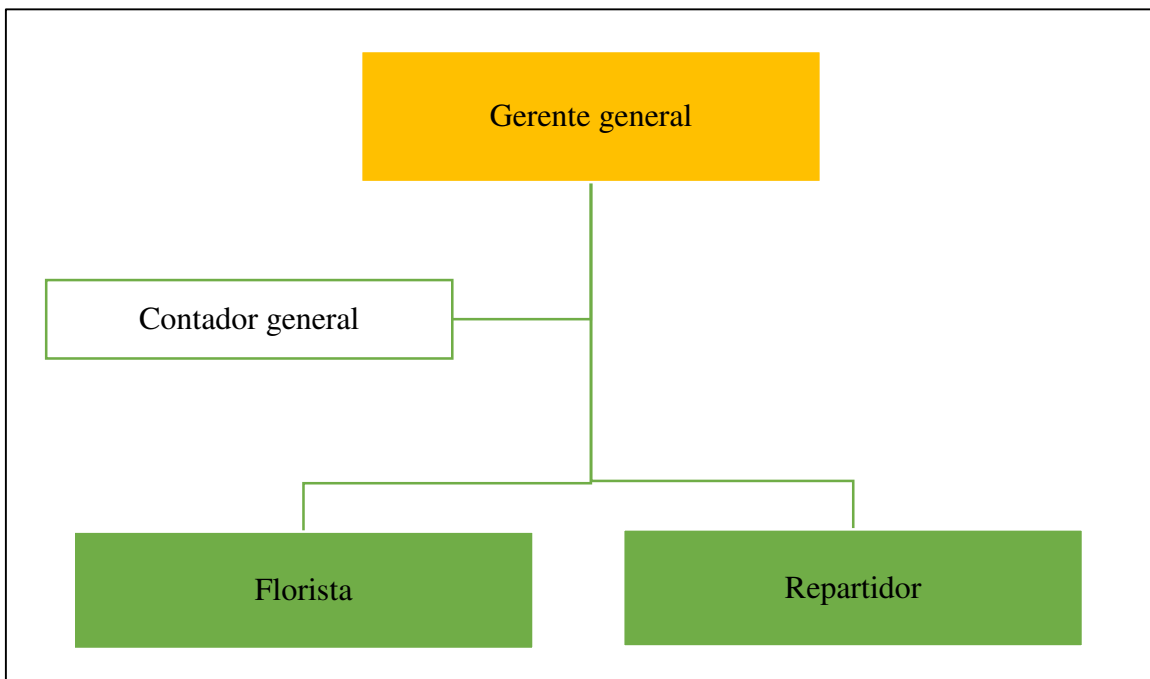 Gerente general
Contador general
Florista
Repartidor